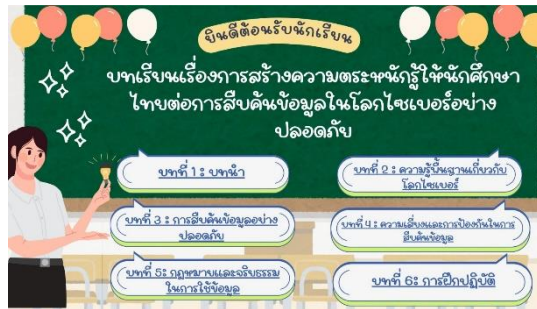 ยินดีต้อนรับนักเรียน
บทเรียนเรื่องการสร้างความตระหนักรู้ให้นักศึกษา
ไทยต่อการสืบค้นข้อมูลในโลกไซเบอร์อย่าง
ปลอดภัย
บทที่ 1 : บทนำ
บทที่ 2 : ความรู้พื้นฐานเกี่ยวกับ
โลกไซเบอร์
บทที่ 3 : การสืบค้นข้อมูลอย่าง
ปลอดภัย
บทที่ 4 : ความเสี่ยงและการป้องกันในการ
สืบค้นข้อมูล
บทที่ 5: กฎหมายและจริยธรรม
ในการใช้ข้อมูล
บทที่ 6: การฝึกปฏิบัติ